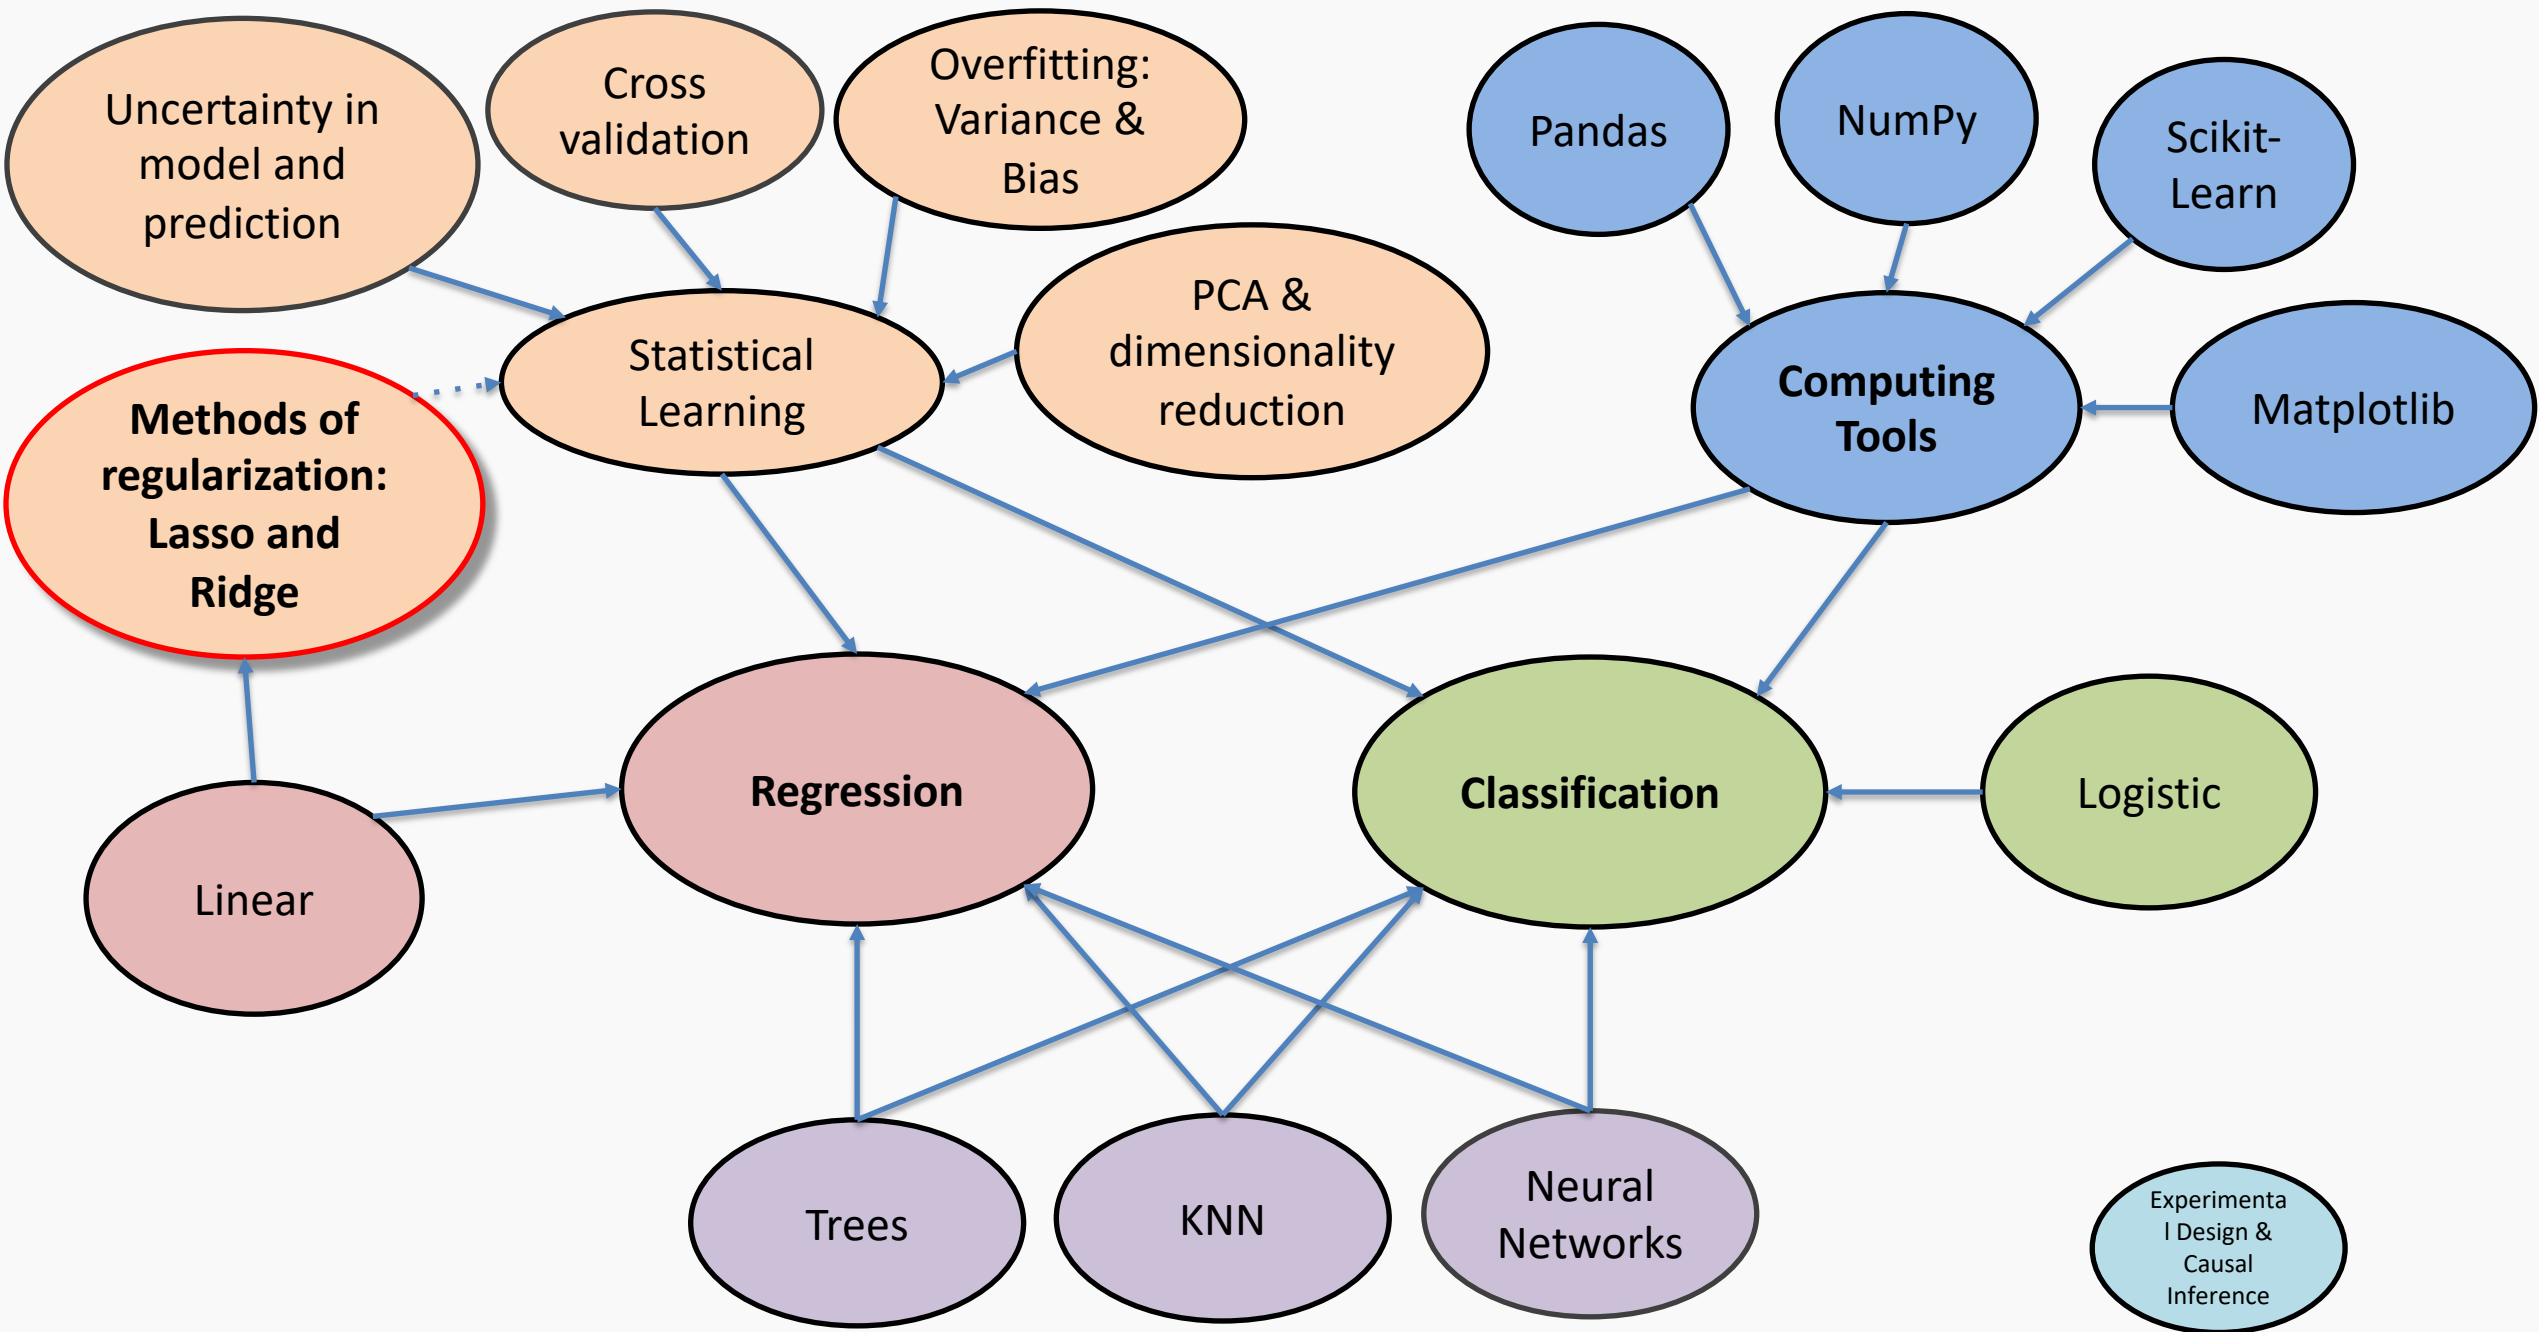 Uncertainty in
model and
prediction
Cross
validation
Overfitting:
Variance &
Bias
Pandas
NumPy
Scikit-
Learn
PCA &
dimensionality
reduction
Statistical
Learning
Computing
Tools
Matplotlib
Methods of
regularization:
Lasso and
Ridge
Regression
Classification
Logistic
Linear
Trees
KNN
Neural
Networks
Experimenta
l Design &
Causal
Inference